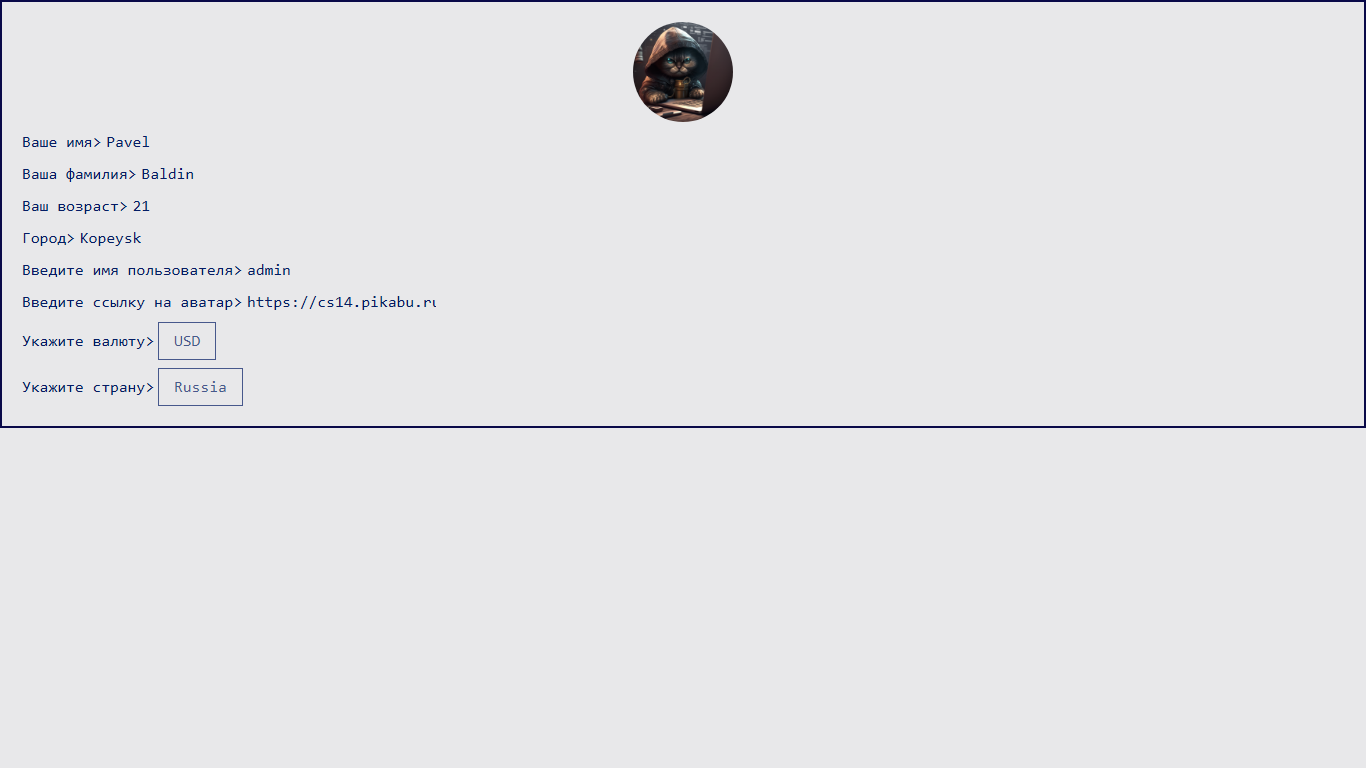 Ваше имя> Pavel
Ваша фамилия> Baldin
Ваш возраст> 21
Город> Kopeysk
Введите имя пользователя> admin
Введите ссылку на аватар> https://cs14.pikabu.ru
Укажите валюту> USD
Укажите страну> Russia